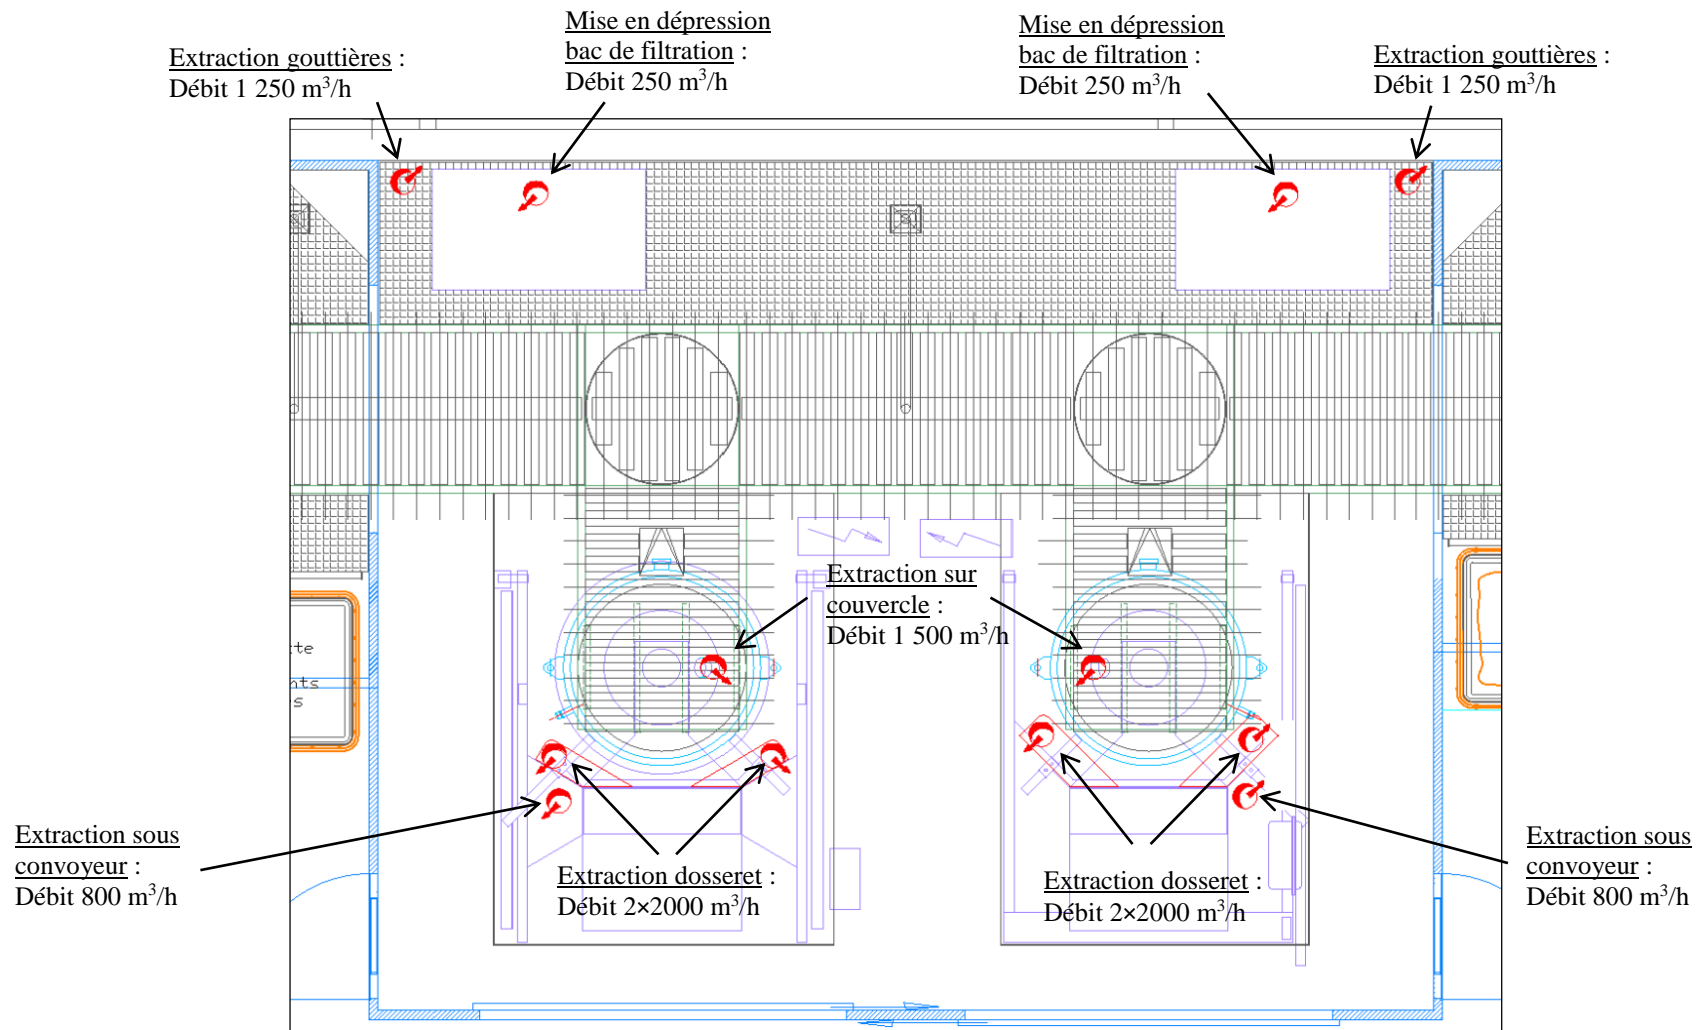 Mise en dépression
bac de filtration :
Débit 250 m³/h
Mise en dépression
bac de filtration :
Débit 250 m³/h
Extraction gouttières :
Débit 1 250 m³/h
Extraction gouttières :
Débit 1 250 m³/h
Extraction sur
couvercle :
Débit 1 500 m³/h
tte
nts
s
Extraction sous
convoyeur :
Débit 800 m³/h
Extraction dosseret :
Débit 2×2000 m³/h
Extraction dosseret :
Débit 2×2000 m³/h
Extraction sous
convoyeur :
Débit 800 m³/h